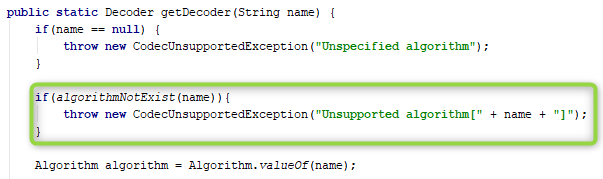 public static Decoder getDecoder(String name) {
if(name == null) {
throw new CodecUnsupportedException("Unspecified algorithm");
}
if(algorithmNotExist(name)){
throw new CodecUnsupportedException("Unsupported algorithm[" + name + "]");
}
Algorithm algorithm = Algorithm.valueOf(name);